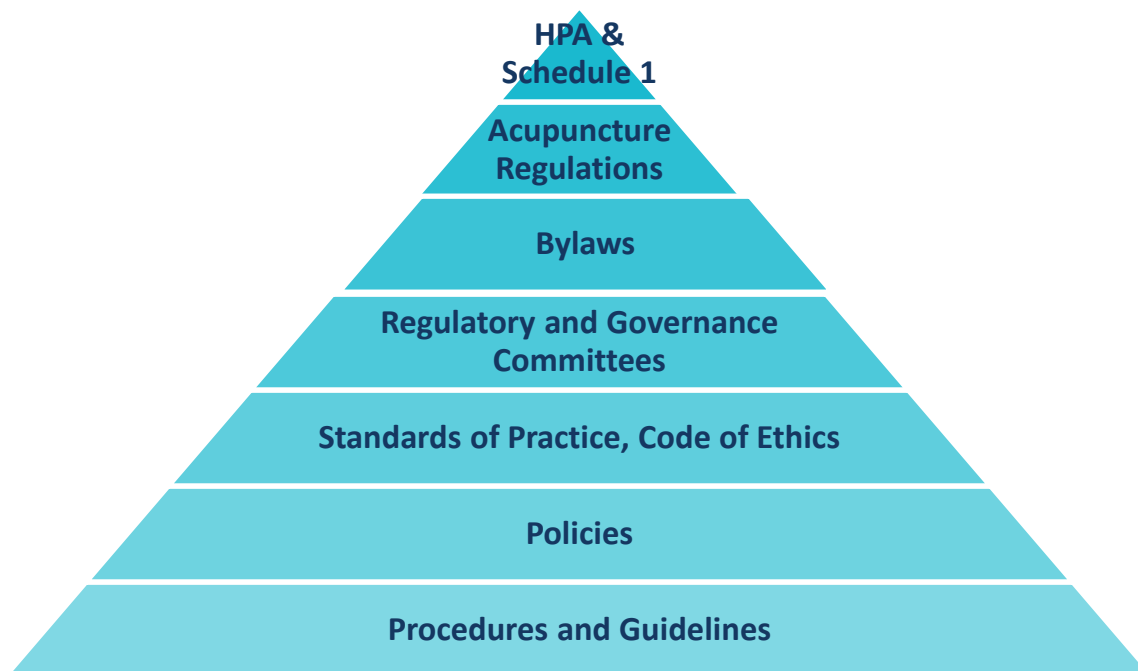 HPA &
Schedule 1
Acupuncture
Regulations
Bylaws
Regulatory and Governance
Committees
Standards of Practice, Code of Ethics
Policies
Procedures and Guidelines